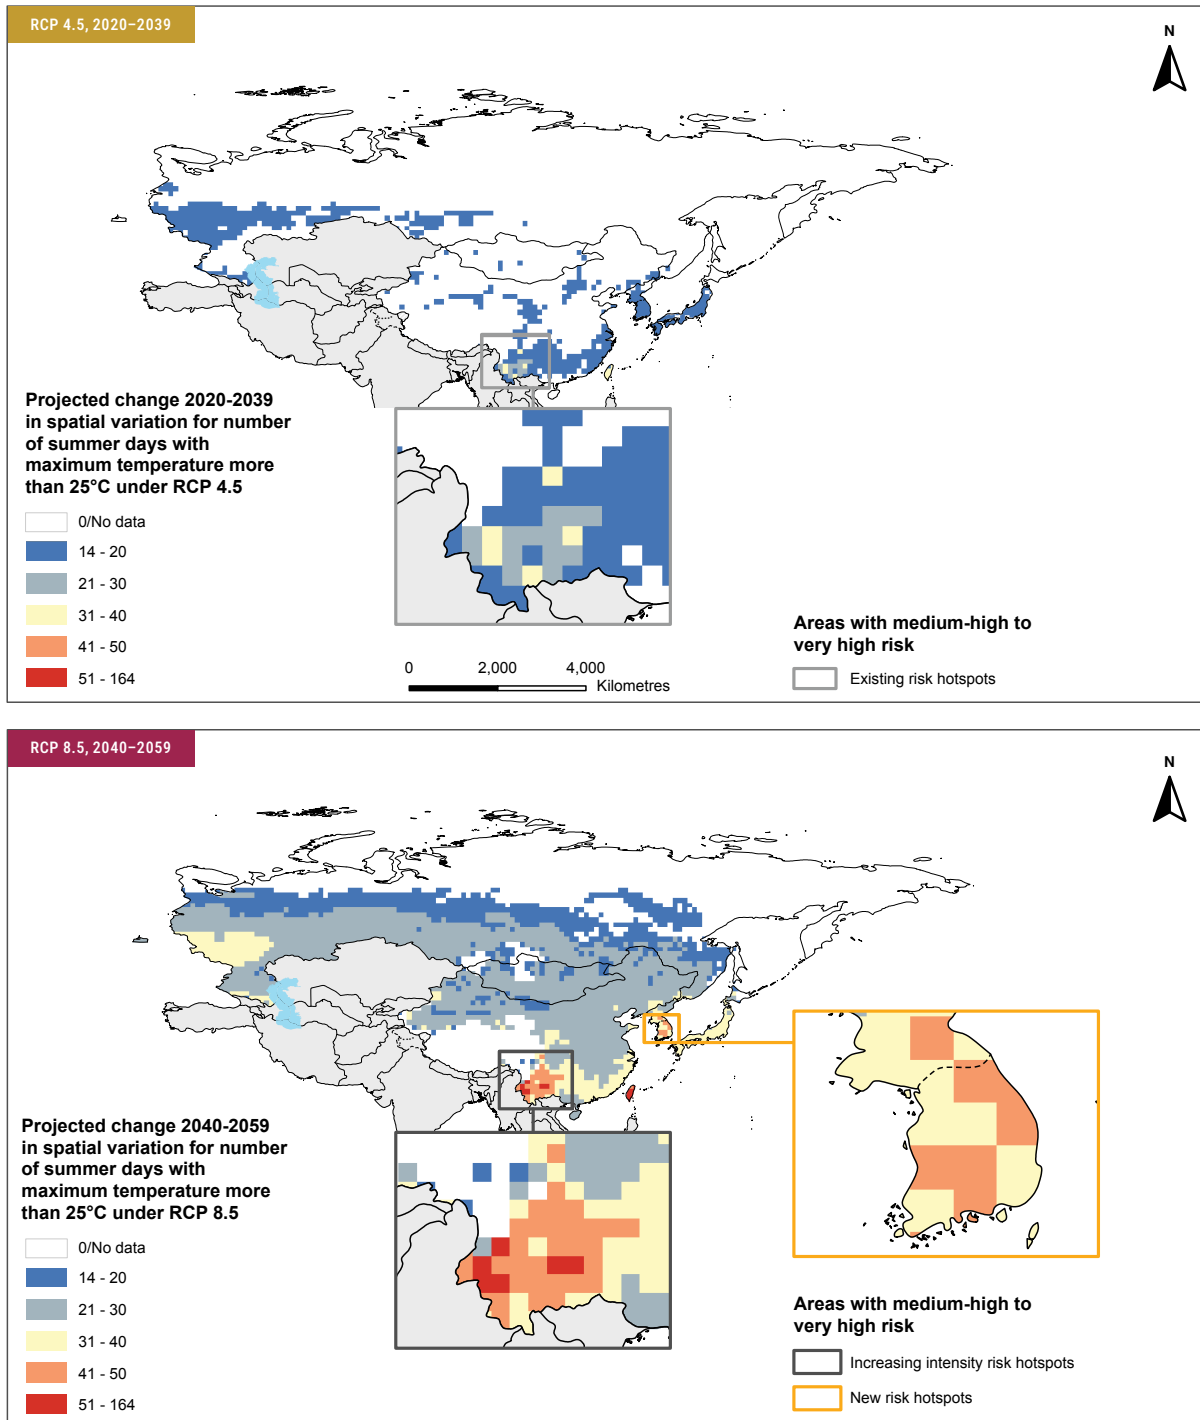 RCP 4.5, 2020–2039
N
Projected change 2020-2039
in spatial variation for number
of summer days with
maximum temperature more
than 25°C under RCP 4.5
0/No data
14 - 20
21 - 30
31 - 40
41 - 50
51 - 164
0 2,000 4,000
Kilometres
Areas with medium-high to
very high risk
Existing risk hotspots
RCP 8.5, 2040–2059
N
Projected change 2040-2059
in spatial variation for number
of summer days with
maximum temperature more
than 25°C under RCP 8.5
0/No data
14 - 20
21 - 30
31 - 40
41 - 50
51 - 164
Areas with medium-high to
very high risk
Increasing intensity risk hotspots
New risk hotspots